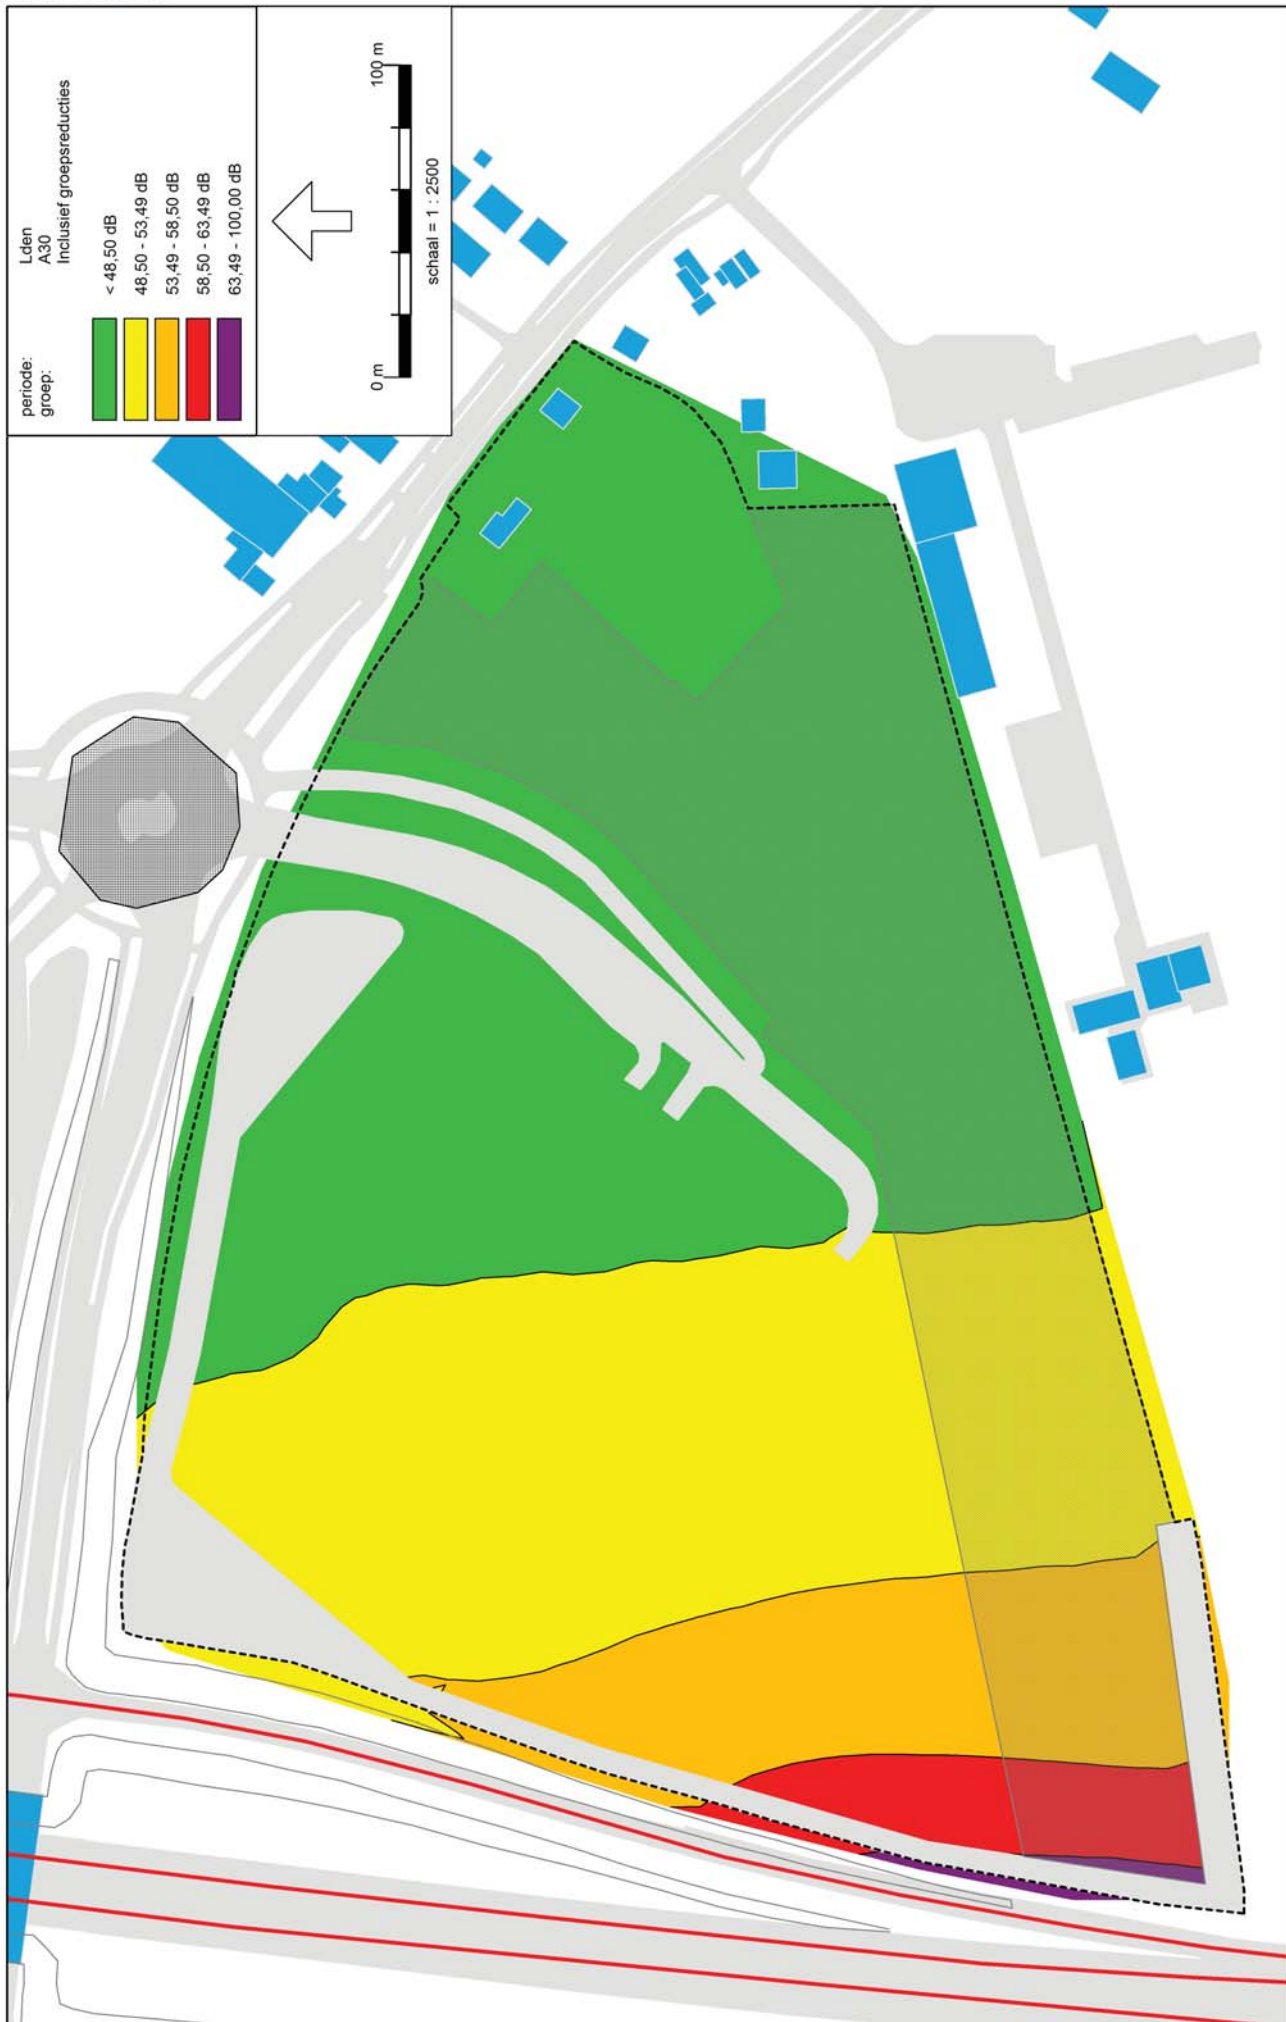 periode: Lden
groep: A30
Inclusief groepsreducties
< 48,50 dB
48,50 - 53,49 dB
53,49 - 58,50 dB
58,50 - 63,49 dB
63,49 - 100,00 dB
0 m 100 m
schaal = 1 : 2500